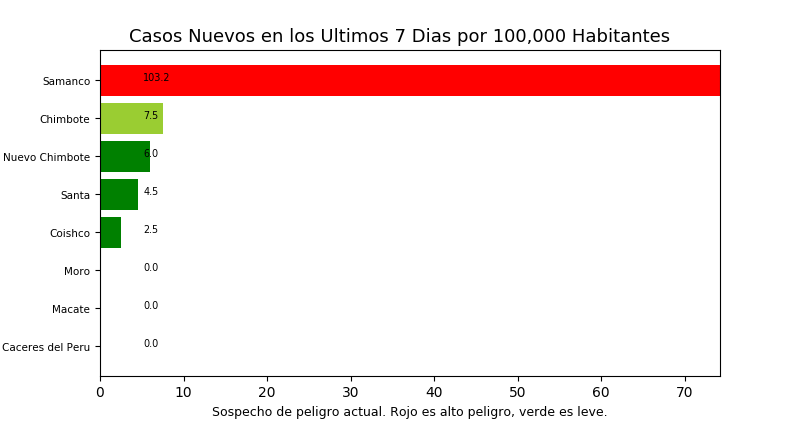 Casos Nuevos en los Ultimos 7 Dias por 100,000 Habitantes
Samanco 103.2
Chimbote 7.5
Nuevo Chimbote 6.0
Santa 4.5
Coishco 2.5
Moro 0.0
Macate 0.0
Caceres del Peru 0.0
0 10 20 30 40 50 60 70
Sospecho de peligro actual. Rojo es alto peligro, verde es leve.